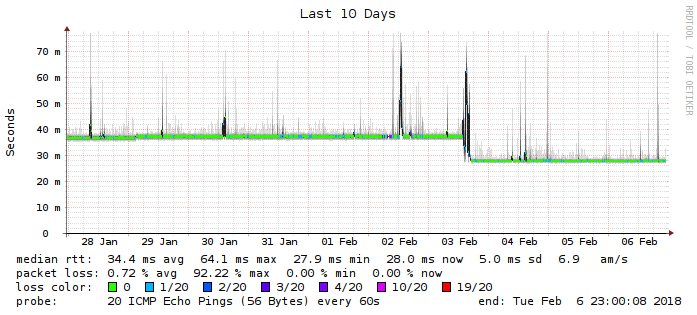 Last 10 Days
RRDTOOL / TOBI OETIKER
Seconds
70 m
60 m
50 m
40 m
30 m
20 m
10 m
0
28 Jan 29 Jan 30 Jan 31 Jan 01 Feb 02 Feb 03 Feb 04 Feb 05 Feb 06 Feb
median rtt: 34.4 ms avg 64.1 ms max 27.9 ms min 28.0 ms now 5.0 ms sd 6.9 am/s
packet loss: 0.72 % avg 92.22 % max 0.00 % min 0.00 % now
loss color: 0 1/20 2/20 3/20 4/20 10/20 19/20
probe: 20 ICMP Echo Pings (56 Bytes) every 60s end: Tue Feb 6 23:00:08 2018